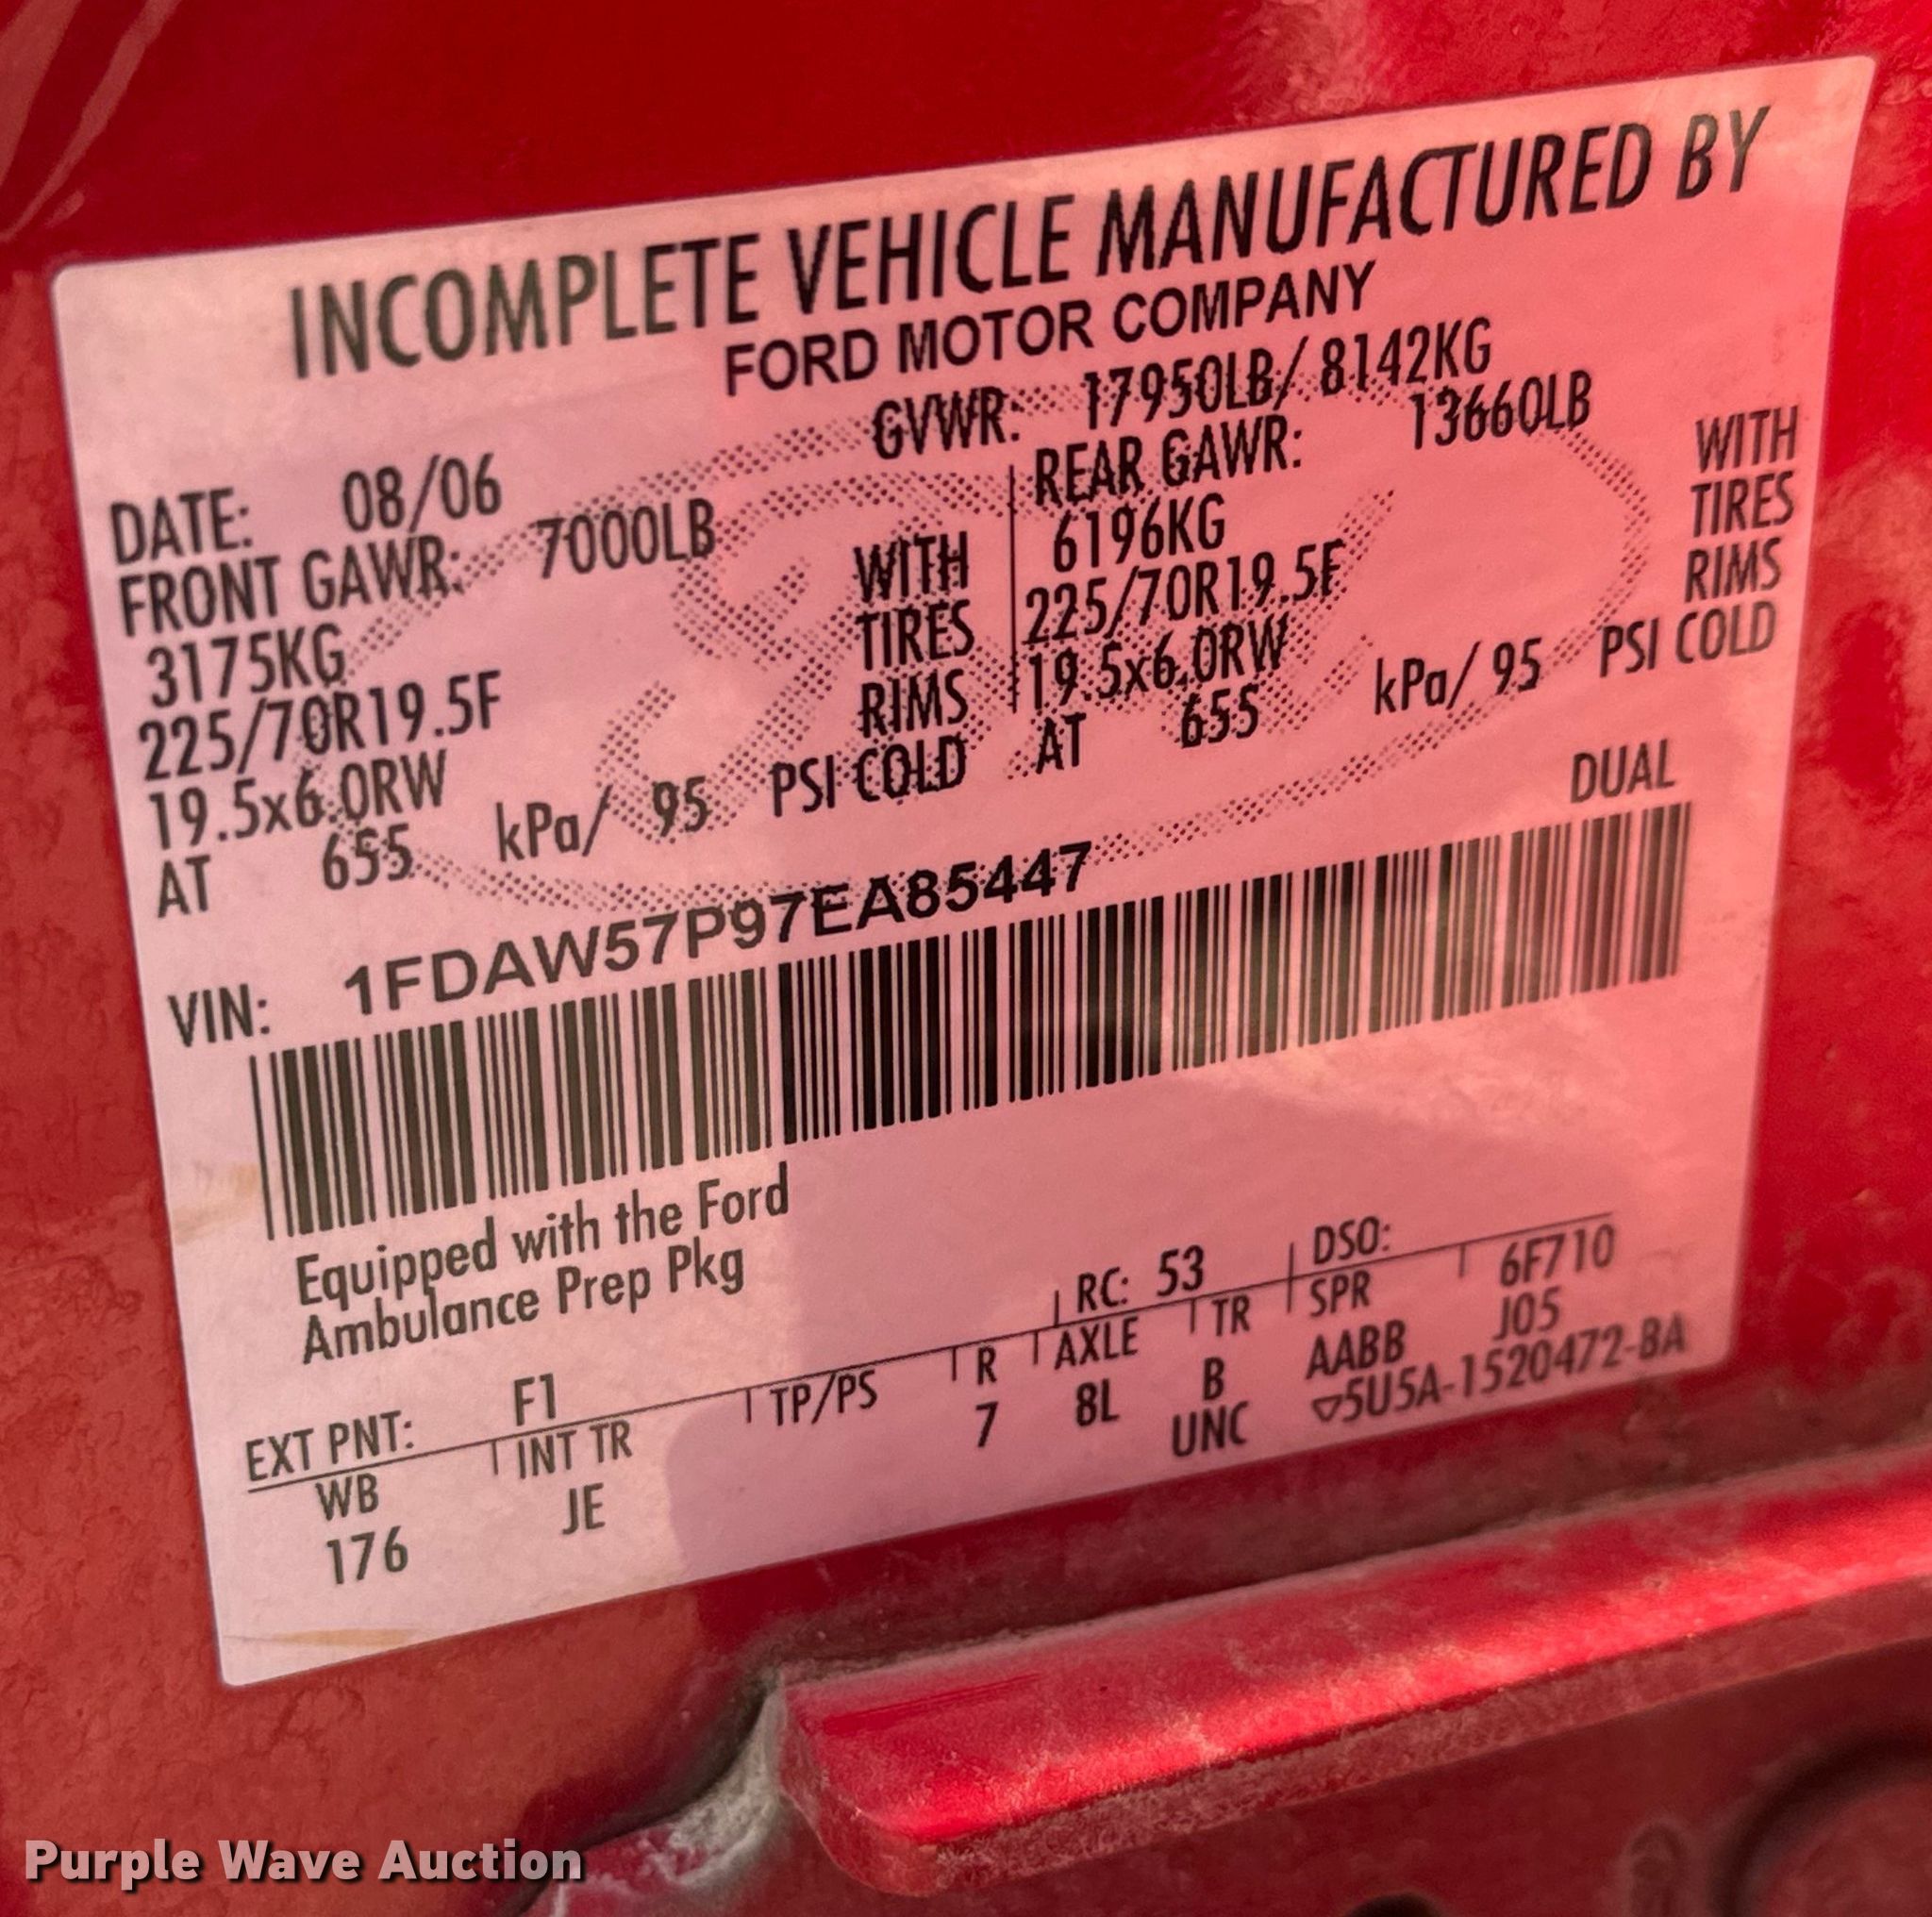 INCOMPLETE VEHICLE MANUFACTURED BY
FORD MOTOR COMPANY
DATE: 08/06 GVWR: 17950LB/ 8142KG
FRONT GAWR: 7000LB REAR GAWR: 13660LB
3175KG WITH 6196KG WITH
225/70R19.5F TIRES 225/70R19.5F TIRES
19.5x6.0RW RIMS 19.5x6.0RW RIMS
AT 655 kPa/ 95 PSI COLD AT 655 kPa/ 95 PSI COLD
VIN: 1FDAW57P97EA85447 DUAL
Equipped with the Ford
Ambulance Prep Pkg
EXT PNT: F1 RC: 53 DSO:
WB INT TR TP/PS R AXLE TR SPR 6F710
176 JE 7 8L B AABB J05
UNC ▽5U5A-1520472-BA
Purple Wave Auction